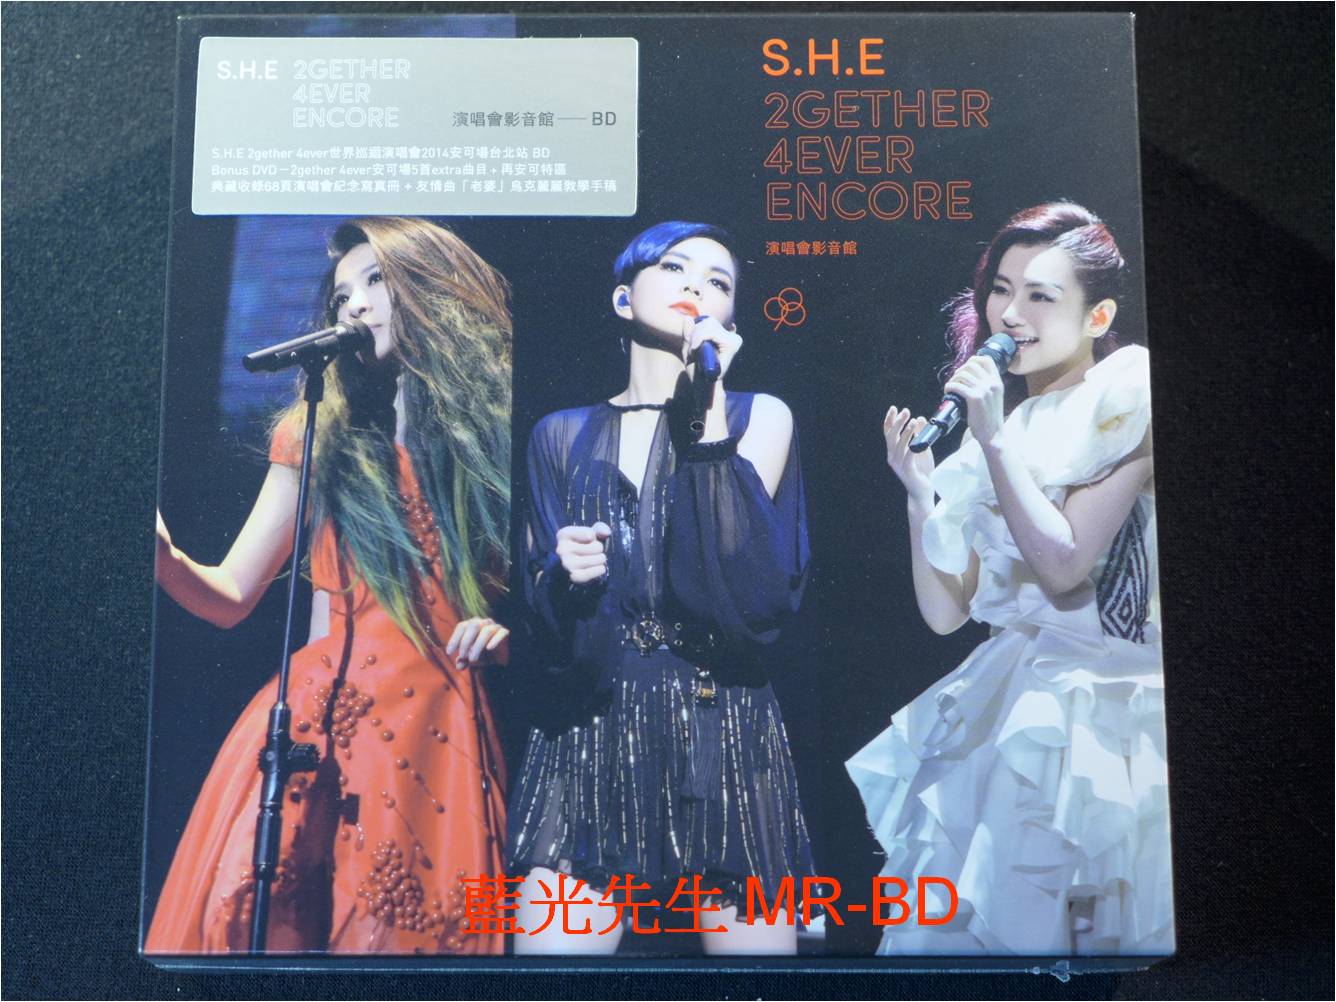 S.H.E 2GETHER
4EVER
ENCORE
演唱會影音館——BD
S.H.E 2gether 4ever世界巡迴演唱會2014安可場台北站 BD
Bonus DVD－2gether 4ever安可場5首extra曲目 + 再安可特區
典藏收錄68頁演唱會紀念寫真冊 + 友情曲「老婆」烏克麗麗教學手稿
S.H.E
2GETHER
4EVER
ENCORE
演唱會影音館
藍光先生 MR-BD